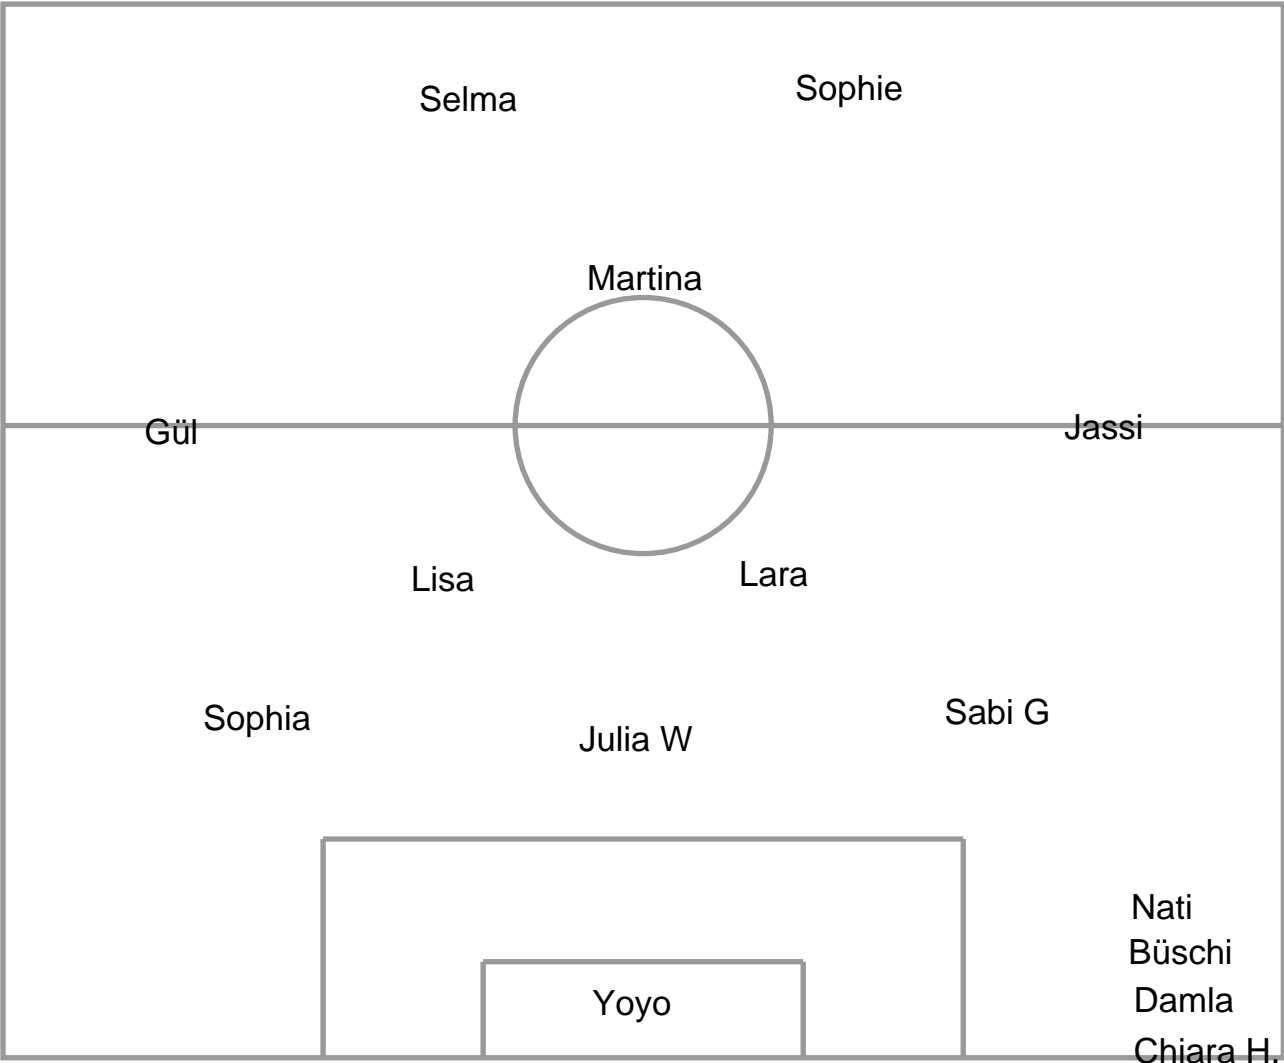 Selma
Sophie
Martina
Gül
Jassi
Lisa
Lara
Sophia
Julia W
Sabi G
Nati
Büschi
Damla
Yoyo
Chiara H.